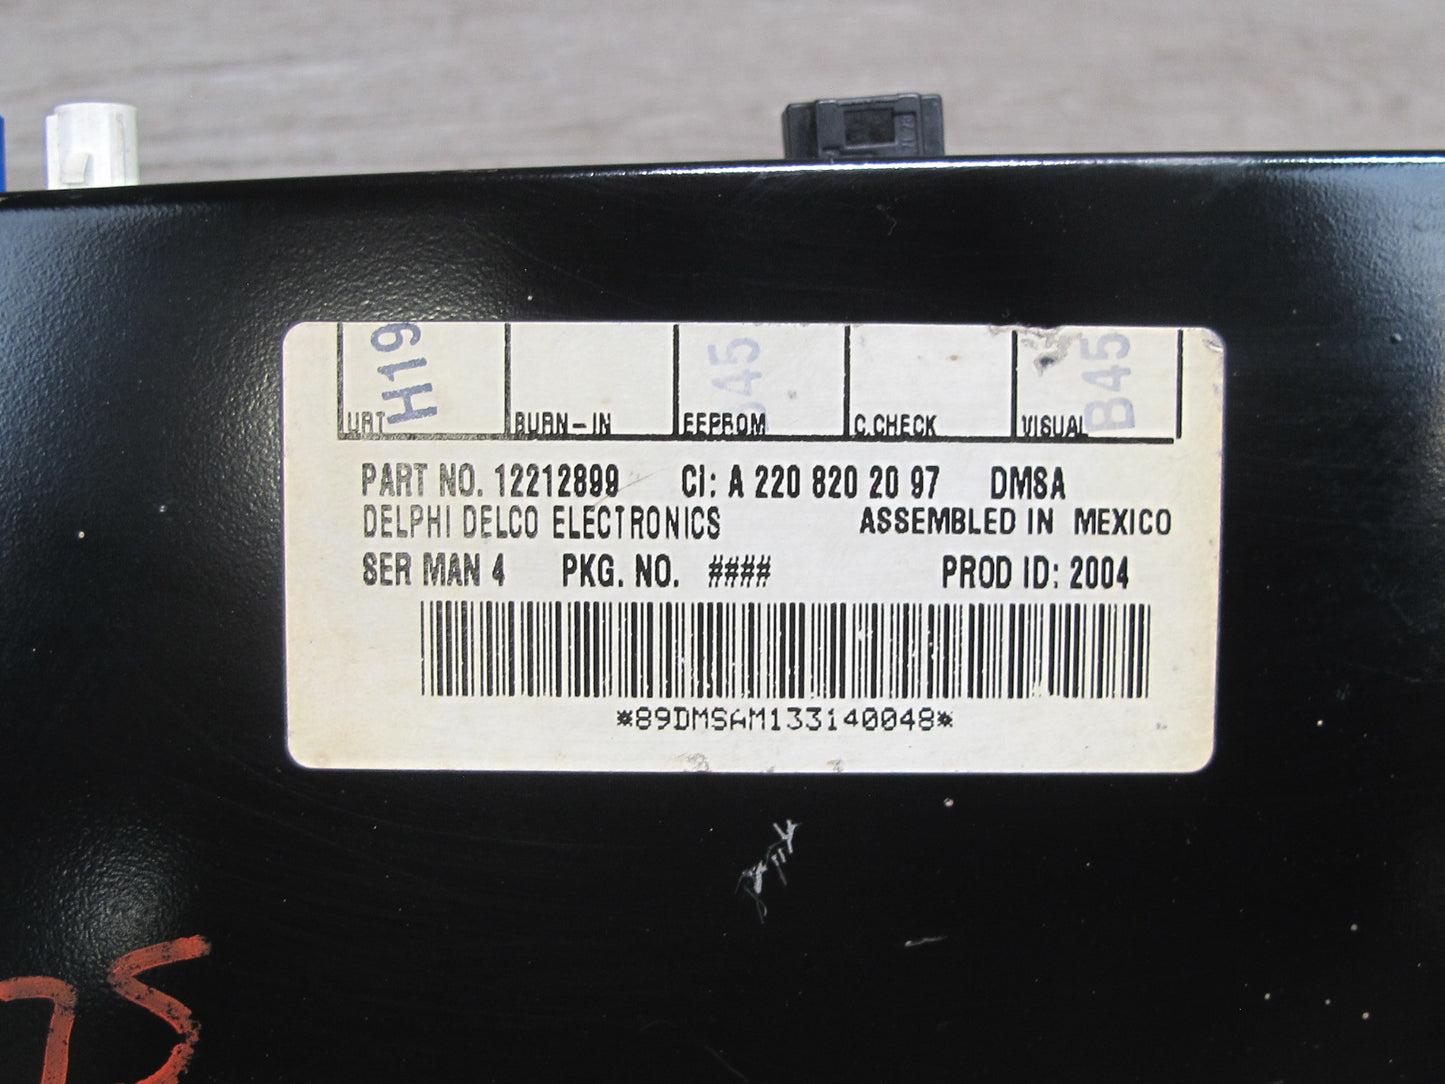 H19 B45
URT BURN-IN EEPROM C.CHECK VISUAL
PART NO. 12212899 CI: A 220 820 20 97 DMSA
DELPHI DELCO ELECTRONICS ASSEMBLED IN MEXICO
SER MAN 4 PKG. NO. #### PROD ID: 2004
*89DMSAM133140048*